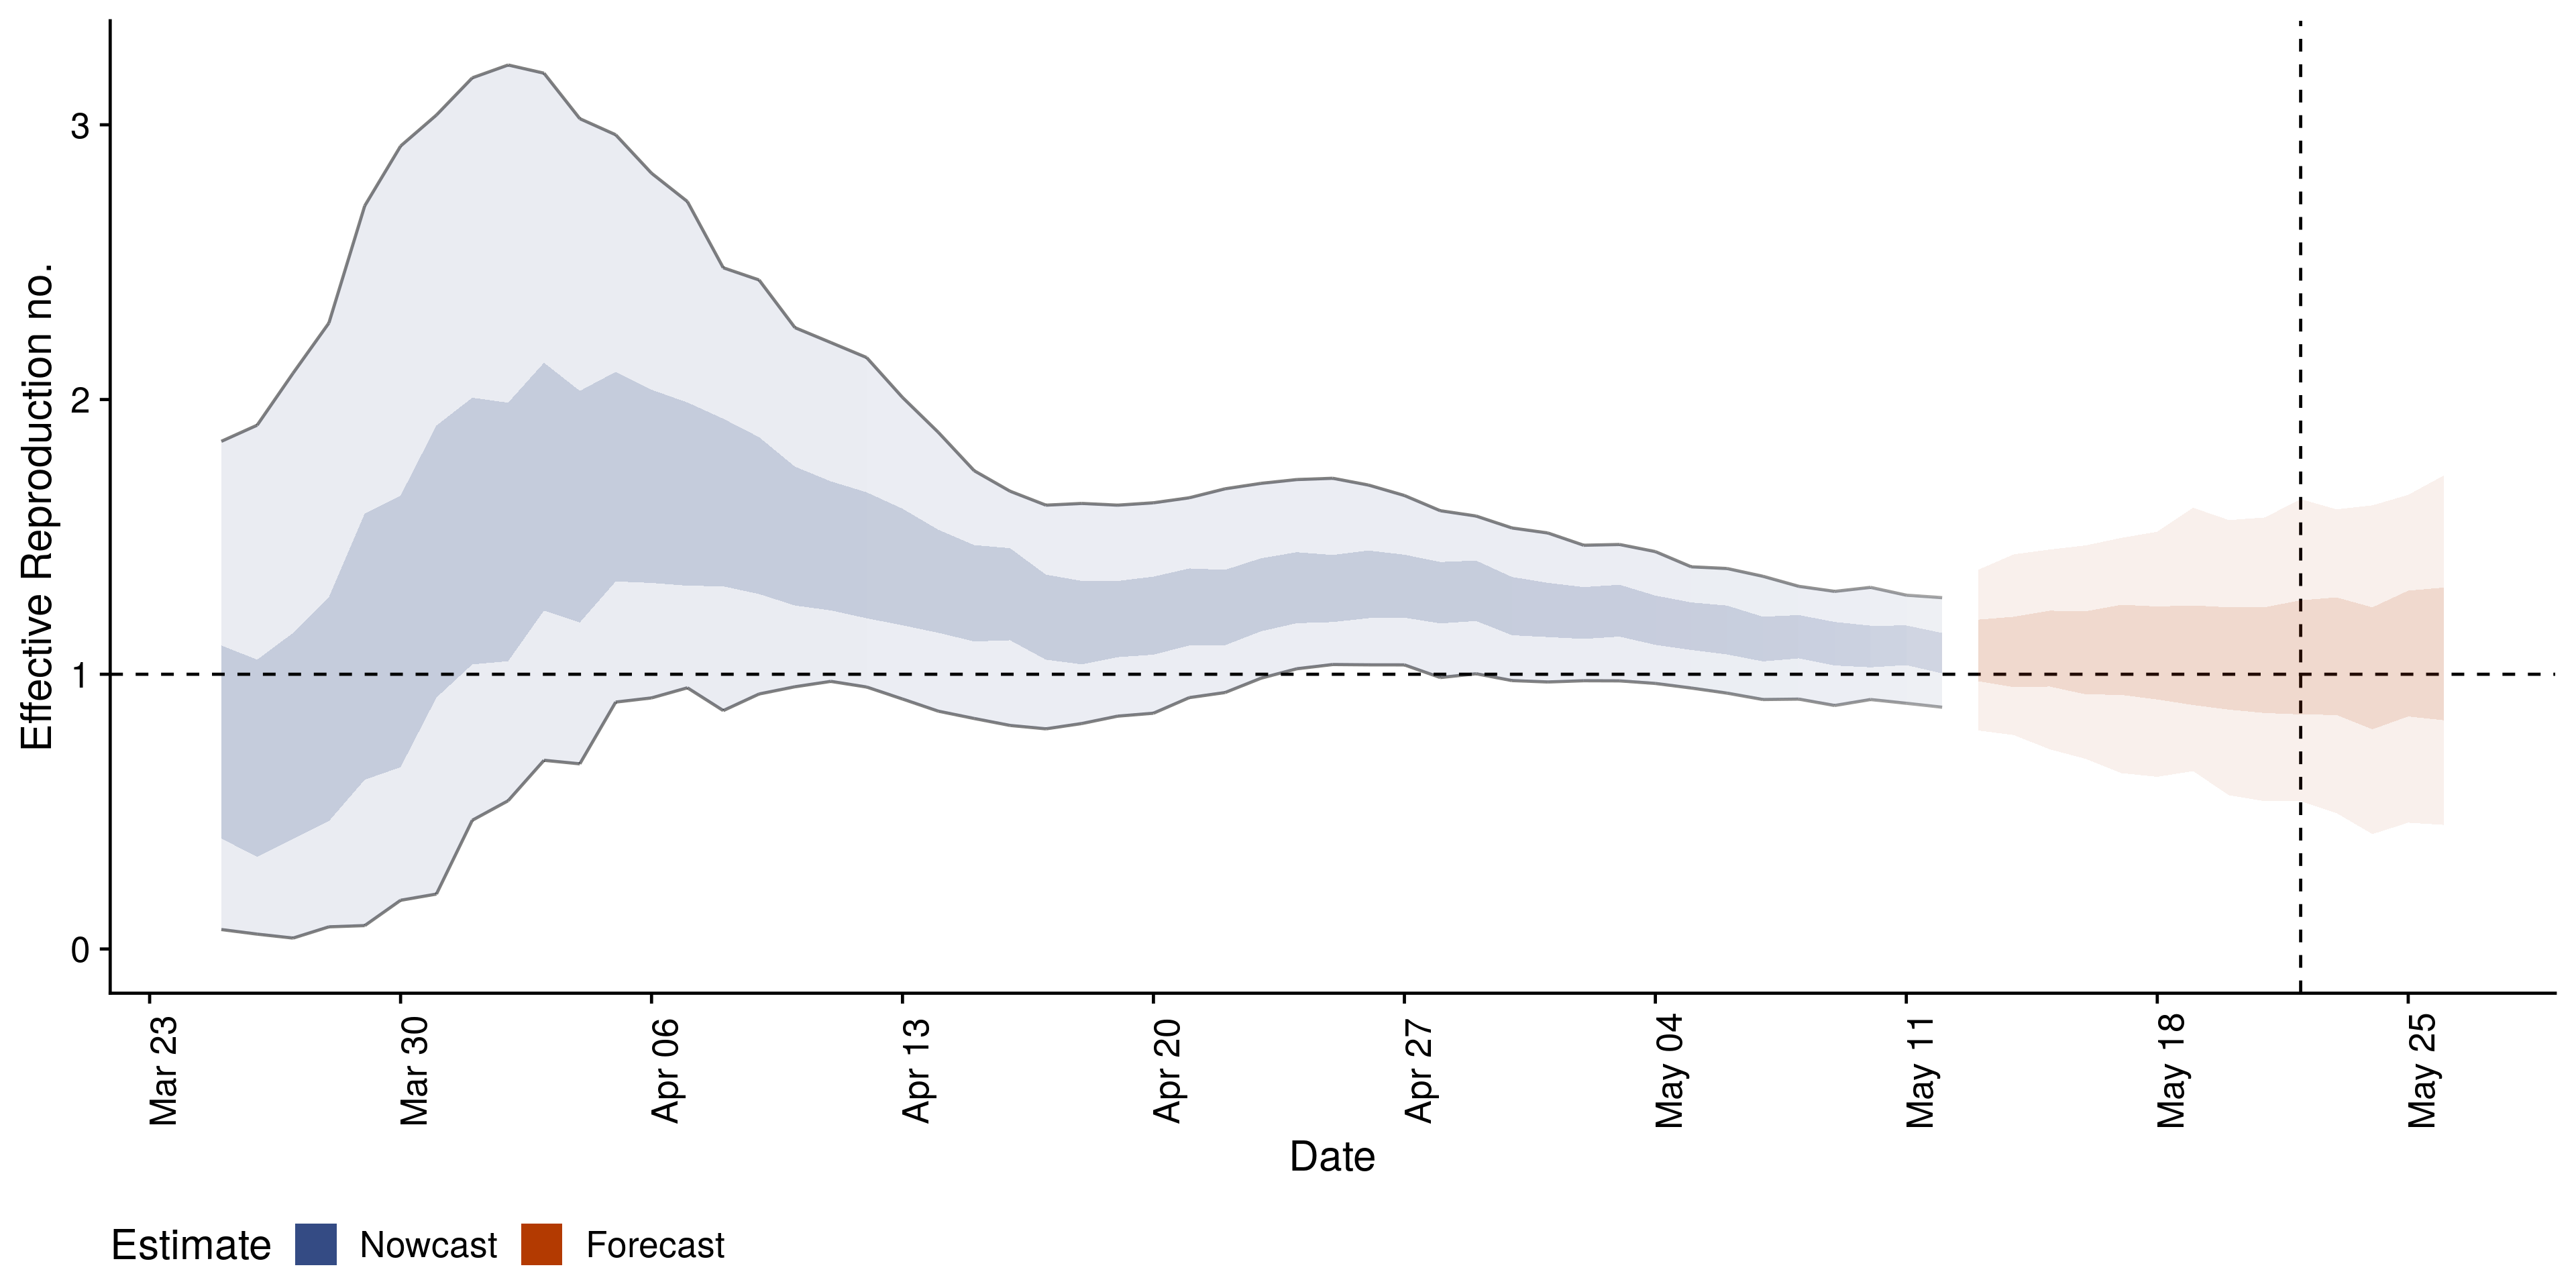 Effective Reproduction no.
3
2
1
0
Mar 23
Mar 30
Apr 06
Apr 13
Apr 20
Apr 27
May 04
May 11
May 18
May 25
Date
Estimate Nowcast Forecast